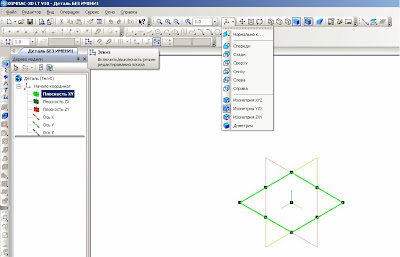 КОМПАС-3D LT V10 - Деталь БЕЗ ИМЕНИ1
Файл Редактор Вид Операции Сервис Окно Справка
1.0
1.0
Деталь БЕЗ ИМЕНИ1
Дерево модели
Деталь (Тел-0)
Начало координат
Плоскость XY
Плоскость ZX
Плоскость ZY
Ось X
Ось Y
Ось Z
Эскиз
Включить/выключить режим
редактирования эскиза
Нормально к...
Спереди
Сзади
Сверху
Снизу
Слева
Справа
Изометрия XYZ
Изометрия YZX
Изометрия ZXY
Диметрия